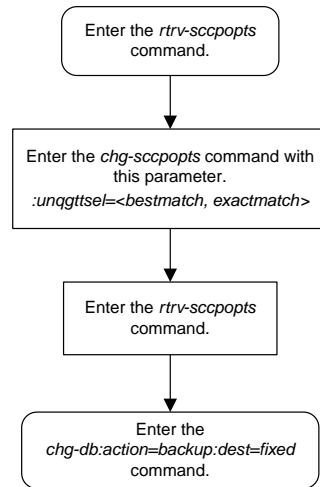 Enter the rtrv-sccpopts
command.
Enter the chg-sccpopts command with
this parameter.
:unqgttsel=<bestmatch, exactmatch>
Enter the rtrv-sccpopts
command.
Enter the
chg-db:action=backup:dest=fixed
command.